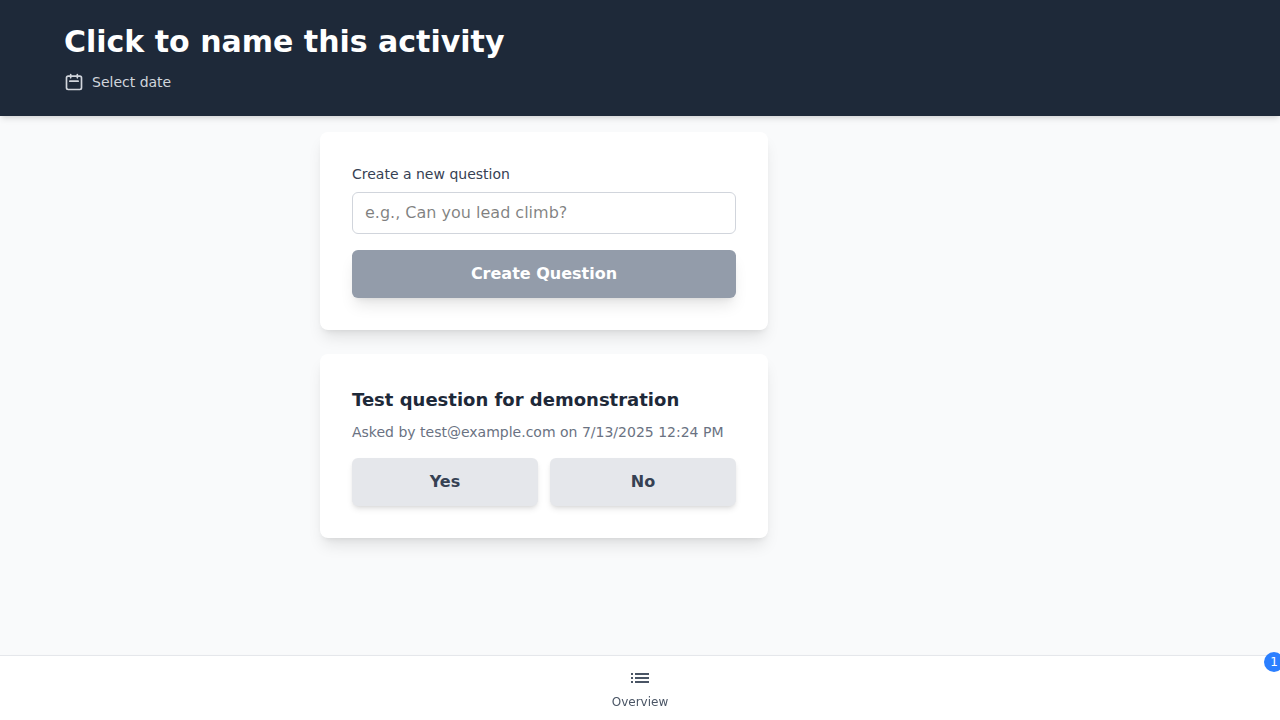 Click to name this activity
Select date
Create a new question
e.g., Can you lead climb?
Create Question
Test question for demonstration
Asked by test@example.com on 7/13/2025 12:24 PM
Yes No
1
Overview